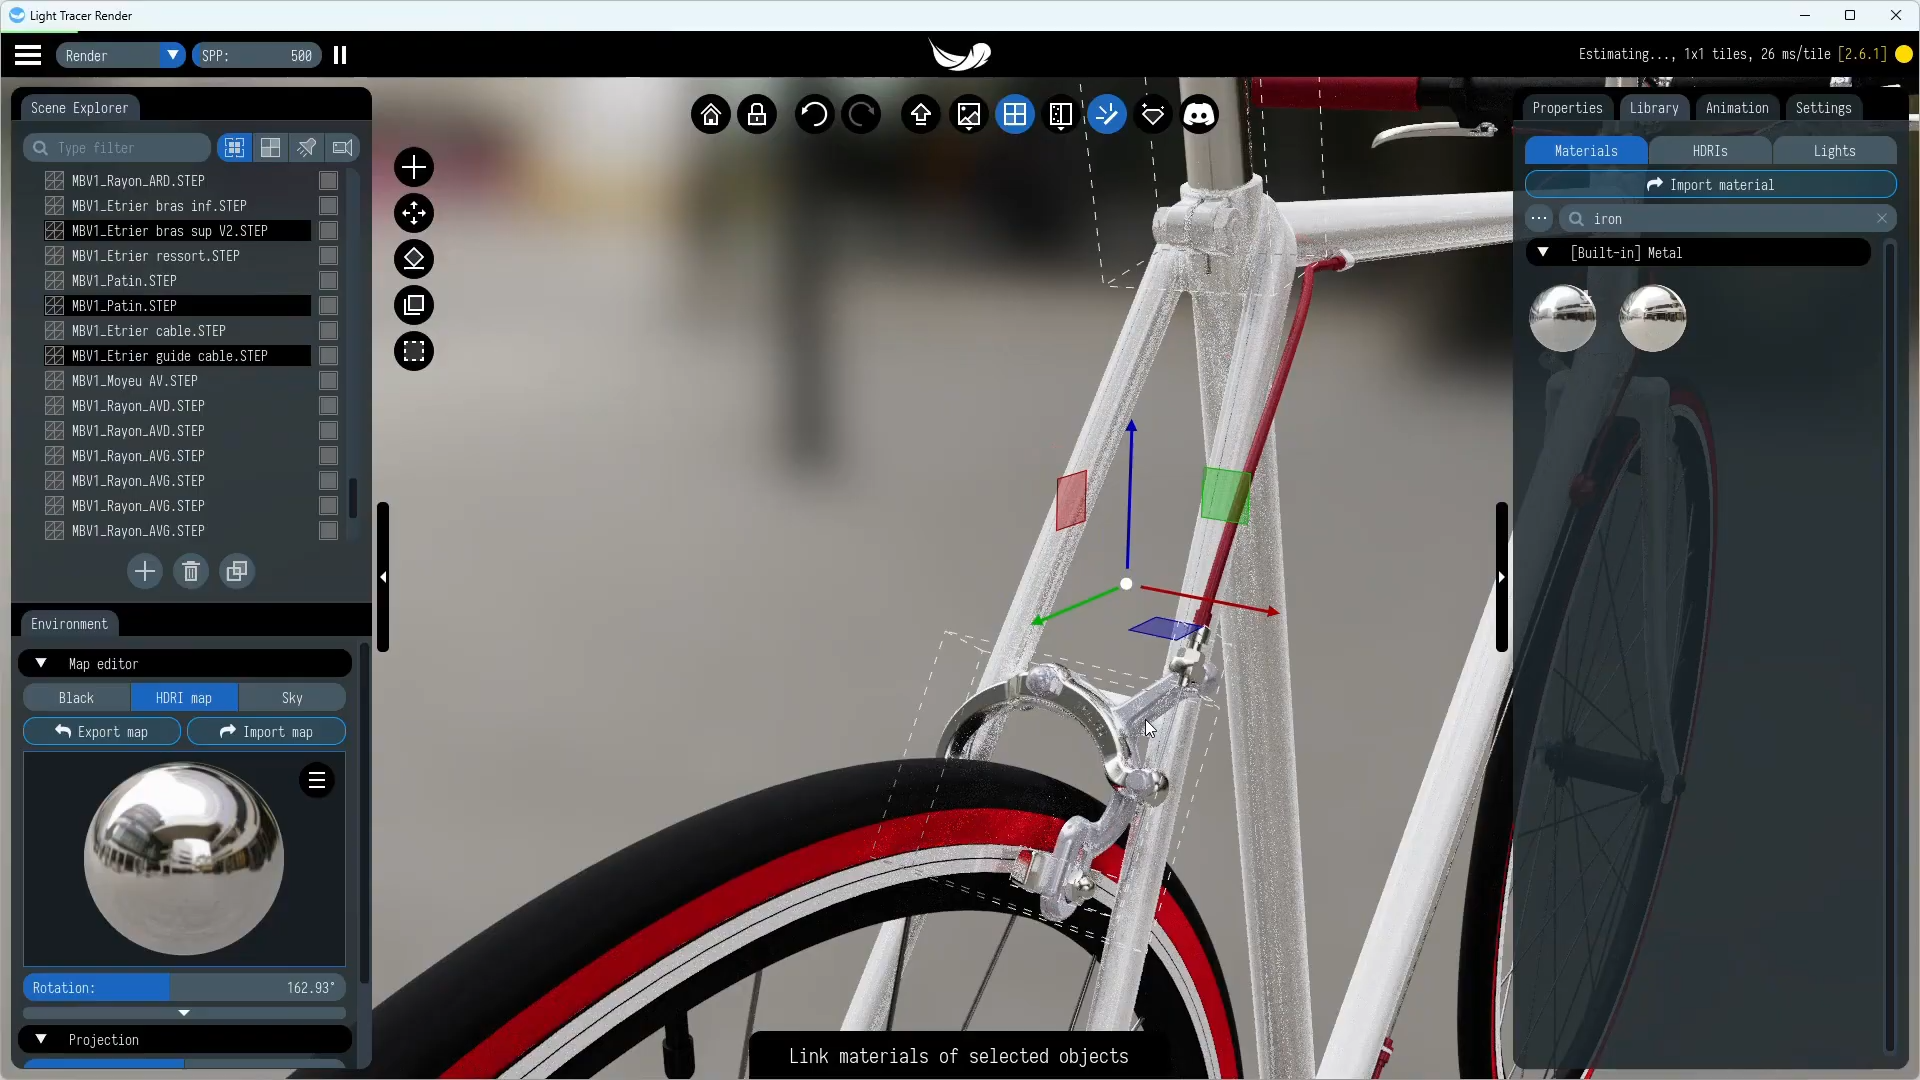 Light Tracer Render
Render
SPP: 500
Estimating..., 1x1 tiles, 26 ms/tile [2.6.1]
Scene Explorer
Type filter
MBV1_Rayon_ARD.STEP
MBV1_Etrier bras inf.STEP
MBV1_Etrier bras sup V2.STEP
MBV1_Etrier ressort.STEP
MBV1_Patin.STEP
MBV1_Patin.STEP
MBV1_Etrier cable.STEP
MBV1_Etrier guide cable.STEP
MBV1_Moyeu AV.STEP
MBV1_Rayon_AVD.STEP
MBV1_Rayon_AVD.STEP
MBV1_Rayon_AVG.STEP
MBV1_Rayon_AVG.STEP
MBV1_Rayon_AVG.STEP
MBV1_Rayon_AVG.STEP
Environment
Map editor
Black
HDRI map
Sky
Export map
Import map
Rotation: 162.93°
Projection
Link materials of selected objects
Properties
Library
Animation
Settings
Materials
HDRIs
Lights
Import material
iron
[Built-in] Metal